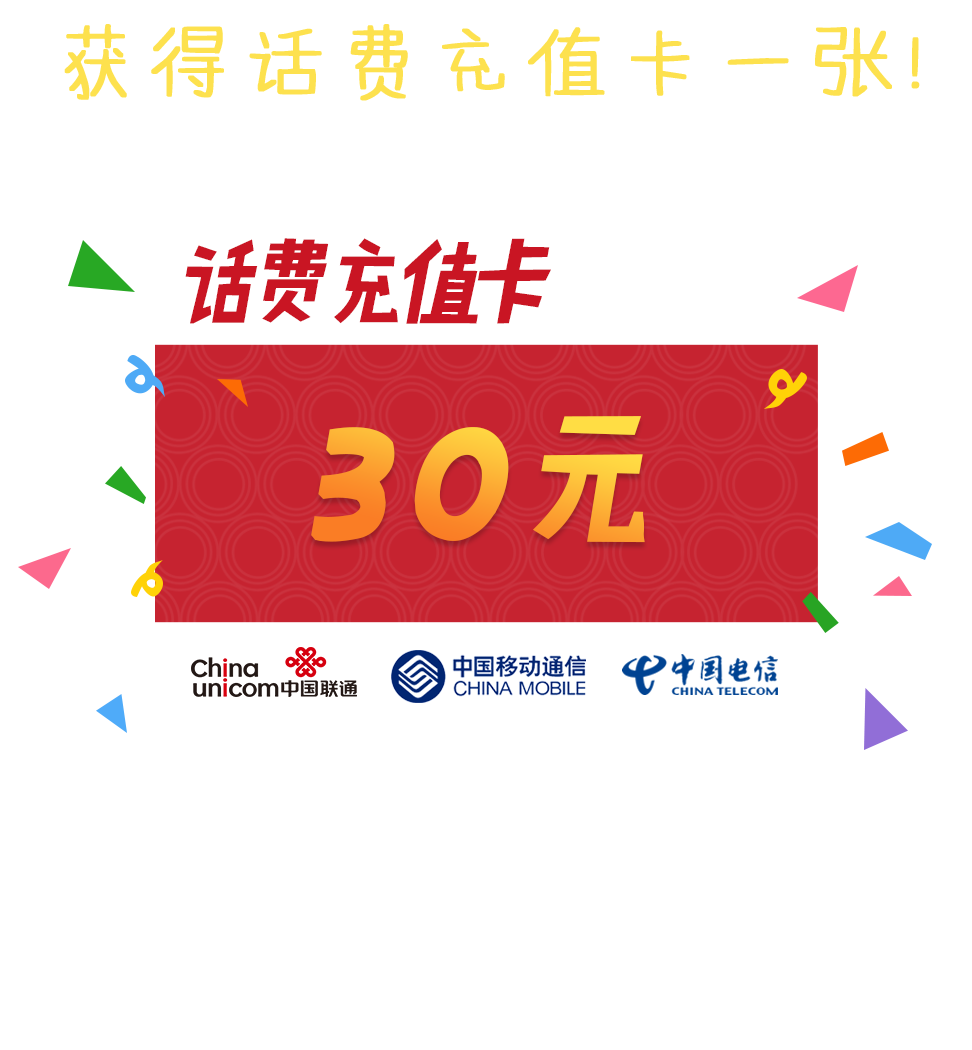 获得话费充值卡一张!
话费充值卡
30元
China unicom中国联通
中国移动通信
CHINA MOBILE
中国电信
CHINA TELECOM